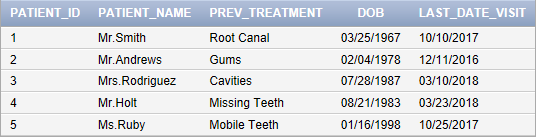 PATIENT_ID PATIENT_NAME PREV_TREATMENT DOB LAST_DATE_VISIT
1 Mr.Smith Root Canal 03/25/1967 10/10/2017
2 Mr.Andrews Gums 02/04/1978 12/11/2016
3 Mrs.Rodriguez Cavities 07/28/1987 03/10/2018
4 Mr.Holt Missing Teeth 08/21/1983 03/23/2018
5 Ms.Ruby Mobile Teeth 01/16/1998 10/25/2017